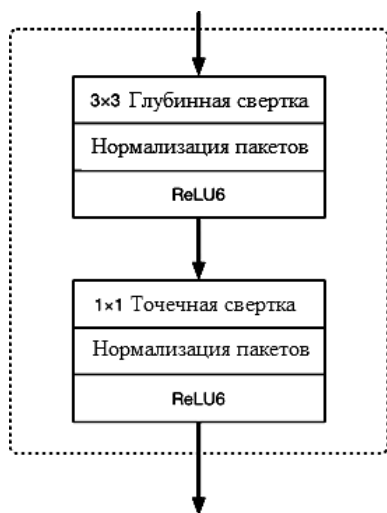 3×3 Глубинная свертка
Нормализация пакетов
ReLU6
1×1 Точечная свертка
Нормализация пакетов
ReLU6